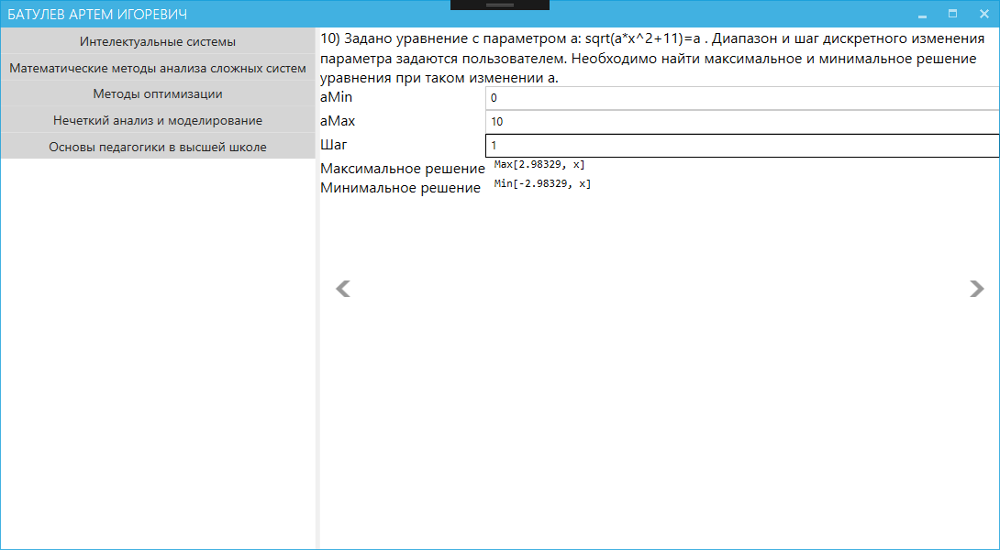 БАТУЛЕВ АРТЕМ ИГОРЕВИЧ
Интелектуальные системы
Математические методы анализа сложных систем
Методы оптимизации
Нечеткий анализ и моделирование
Основы педагогики в высшей школе
10) Задано уравнение с параметром a: sqrt(a*x^2+11)=a . Диапазон и шаг дискретного изменения
параметра задаются пользователем. Необходимо найти максимальное и минимальное решение
уравнения при таком изменении a.
aMin 0
aMax 10
Шаг 1
Максимальное решение Max[2.98329, x]
Минимальное решение Min[-2.98329, x]